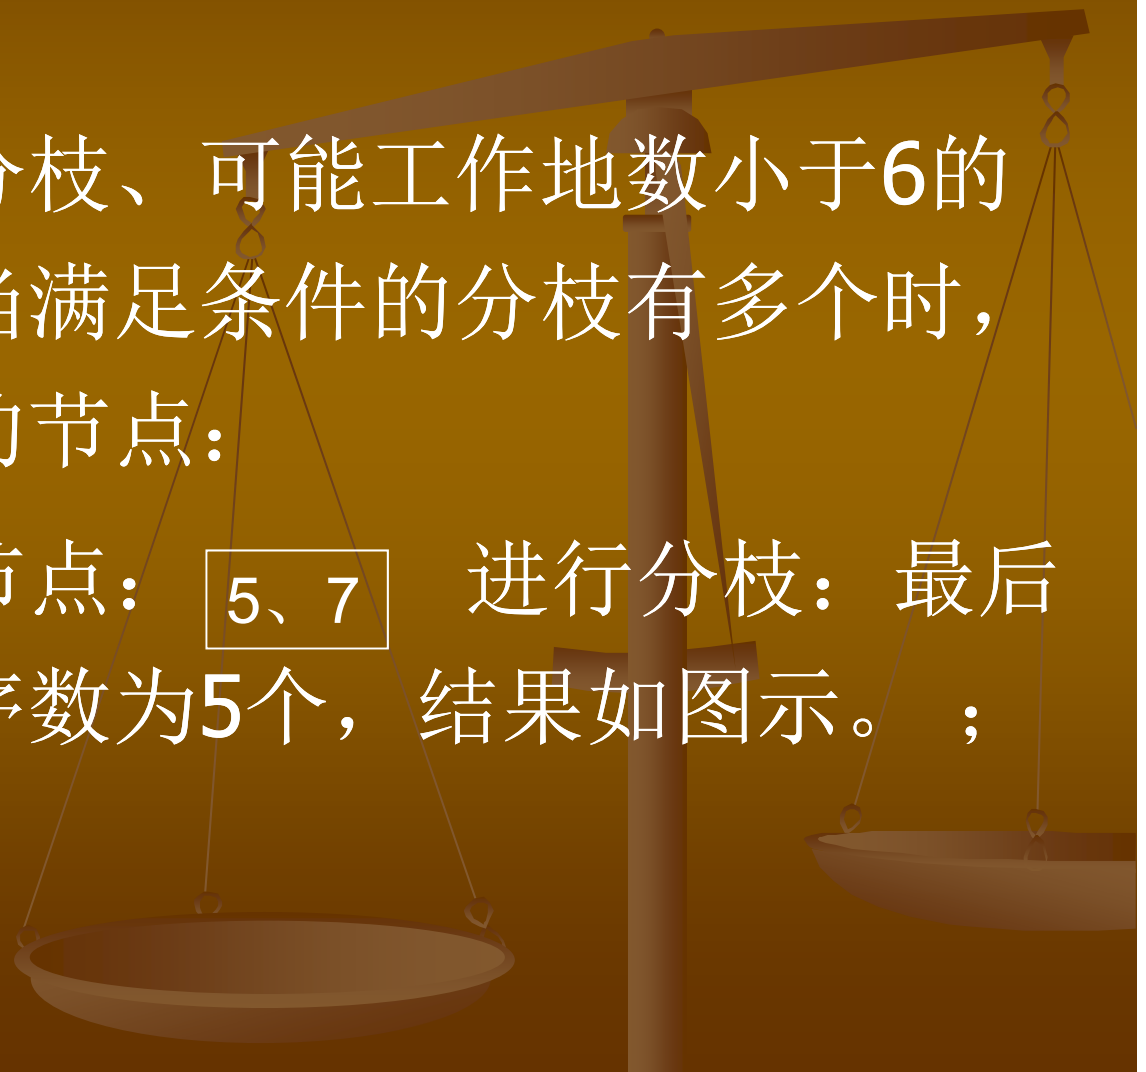 分枝、可能工作地数小于6的
当满足条件的分枝有多个时，
的节点：
节点： 5、7 进行分枝：最后
序数为5个，结果如图示。；